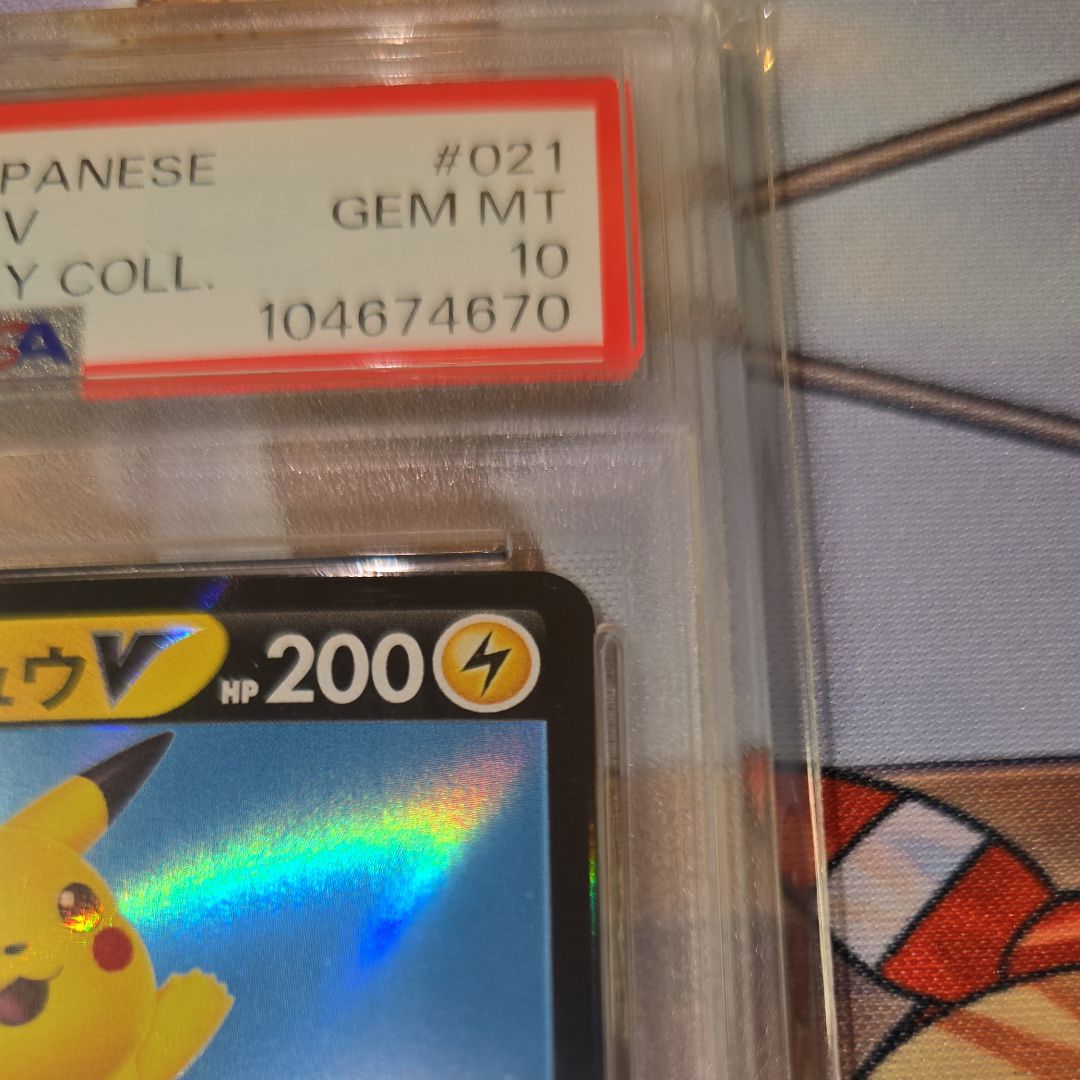 PANESE #021
V GEM MT
Y COLL. 10
104674670
SA
ュウV HP 200